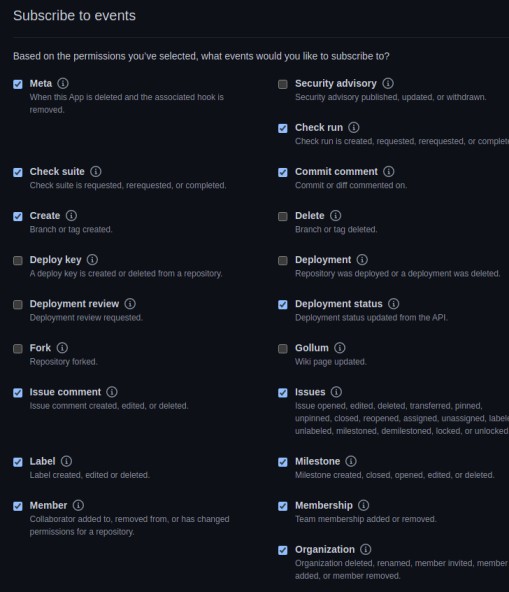 Subscribe to events
Based on the permissions you've selected, what events would you like to subscribe to?
Meta
When this App is deleted and the associated hook is
removed.
Security advisory
Security advisory published, updated, or withdrawn.
Check run
Check run is created, requested, rerequested, or complete
Check suite
Check suite is requested, rerequested, or completed.
Commit comment
Commit or diff commented on.
Create
Branch or tag created.
Delete
Branch or tag deleted.
Deploy key
A deploy key is created or deleted from a repository.
Deployment
Repository was deployed or a deployment was deleted.
Deployment review
Deployment review requested.
Deployment status
Deployment status updated from the API.
Fork
Repository forked.
Gollum
Wiki page updated.
Issue comment
Issue comment created, edited, or deleted.
Issues
Issue opened, edited, deleted, transferred, pinned,
unpinned, closed, reopened, assigned, unassigned, labele
unlabeled, milestoned, demilestoned, locked, or unlocked
Label
Label created, edited or deleted.
Milestone
Milestone created, closed, opened, edited, or deleted.
Member
Collaborator added to, removed from, or has changed
permissions for a repository.
Membership
Team membership added or removed.
Organization
Organization deleted, renamed, member invited, member
added, or member removed.